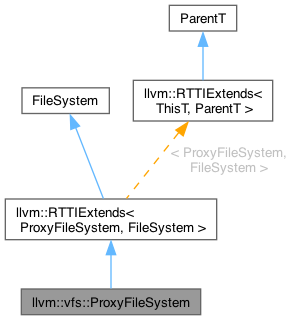 ParentT
FileSystem
llvm::RTTIExtends<
ThisT, ParentT >
< ProxyFileSystem,
FileSystem >
llvm::RTTIExtends<
ProxyFileSystem, FileSystem >
llvm::vfs::ProxyFileSystem